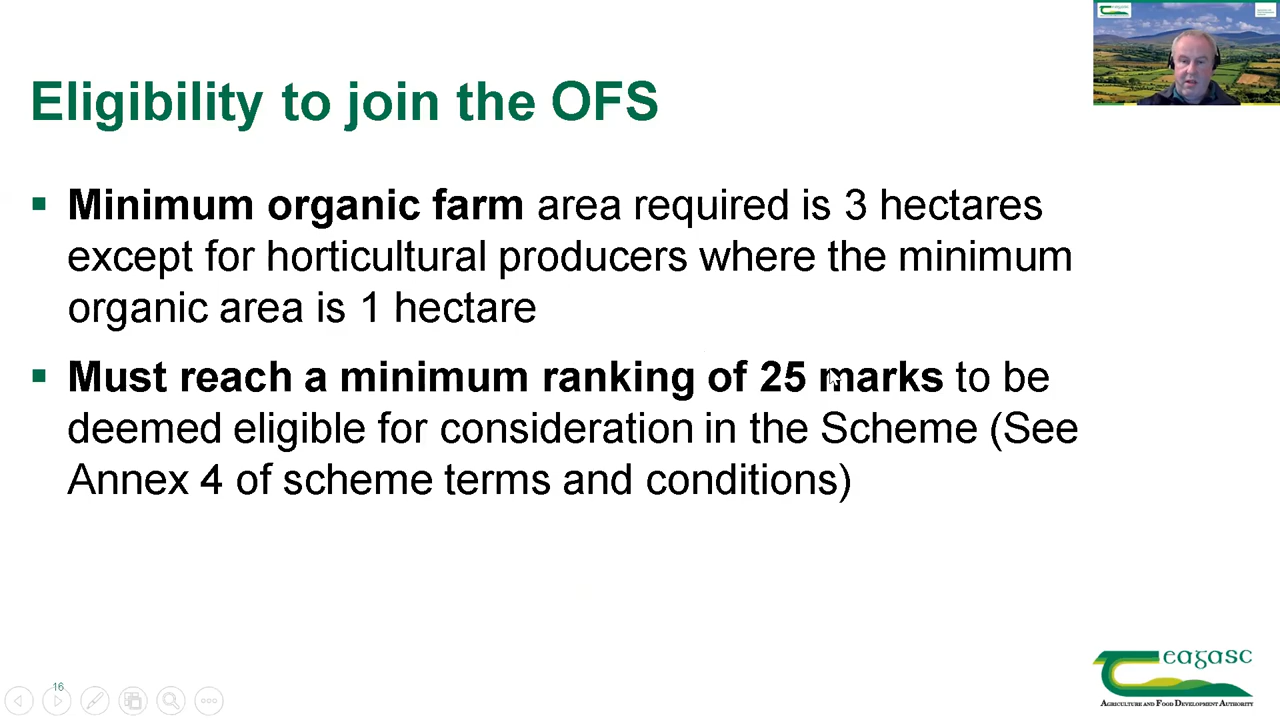 Eligibility to join the OFS
▪ Minimum organic farm area required is 3 hectares
except for horticultural producers where the minimum
organic area is 1 hectare
▪ Must reach a minimum ranking of 25 marks to be
deemed eligible for consideration in the Scheme (See
Annex 4 of scheme terms and conditions)
16
eagasc
AGRICULTURE AND FOOD DEVELOPMENT AUTHORITY
eagasc